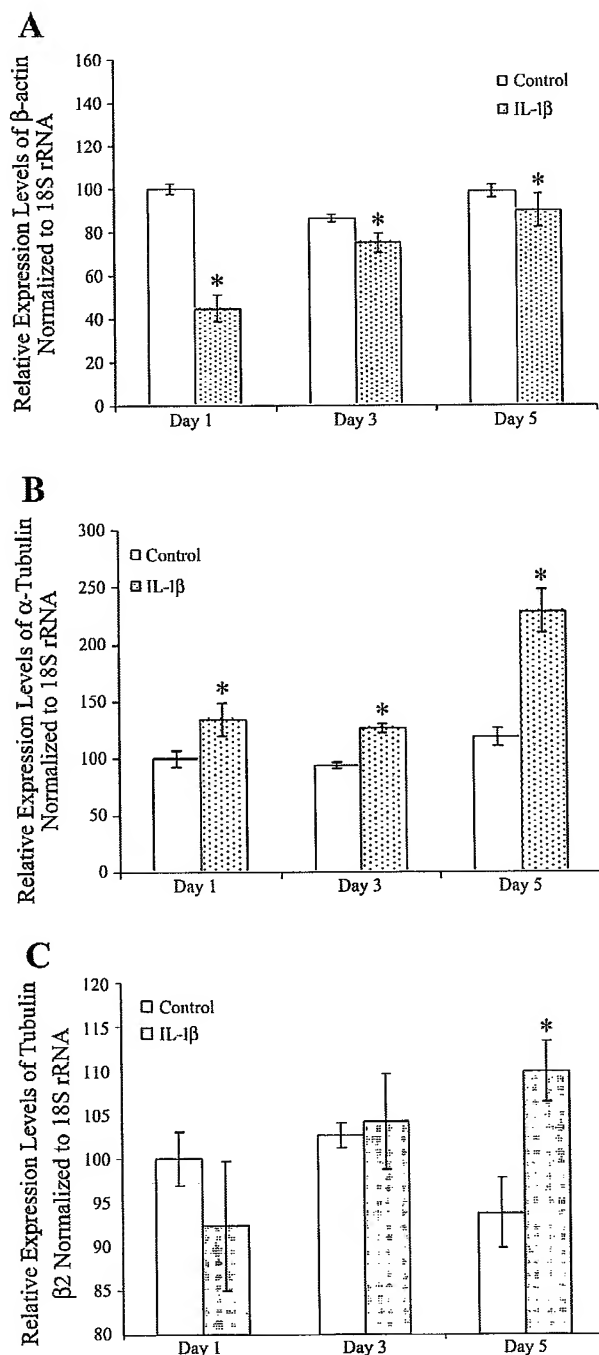 A
Relative Expression Levels of β-actin
Normalized to 18S rRNA
160
140
120
100
80
60
40
20
0
Control
IL-1β
*
*
*
Day 1
Day 3
Day 5
B
Relative Expression Levels of α-Tubulin
Normalized to 18S rRNA
300
250
200
150
100
50
0
Control
IL-1β
*
*
*
Day 1
Day 3
Day 5
C
Relative Expression Levels of Tubulin
β2 Normalized to 18S rRNA
120
115
110
105
100
95
90
85
80
Control
IL-1β
*
Day 1
Day 3
Day 5